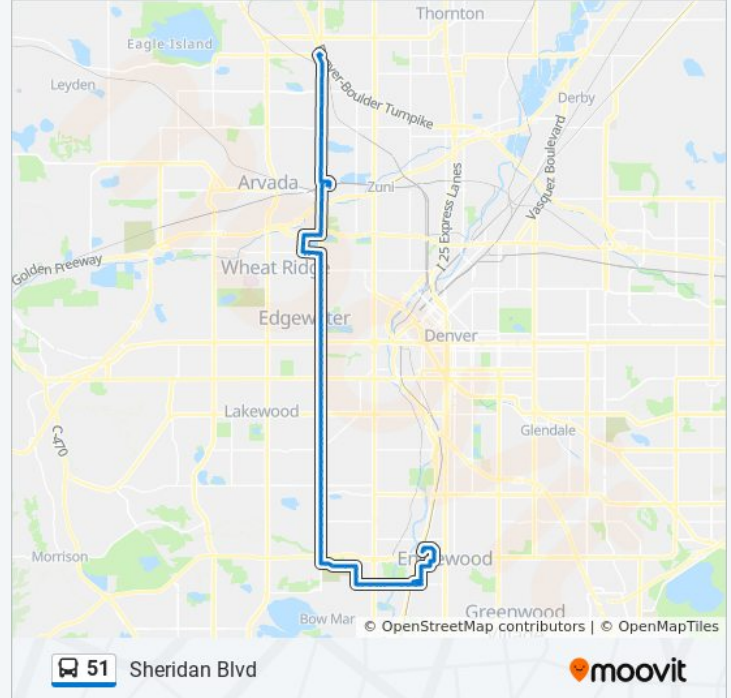 Thornton
Eagle Island
Leyden
ver-Boulder Turnpike
Derby
Vasquez Boulevard
Arvada
Zuni
I 25 Express Lanes
Golden Freeway
Wheat Ridge
Edgewater
Denver
C-470
Lakewood
Glendale
Morrison
Englewood
Greenwood
Bow Mar
© OpenStreetMap contributors | © OpenMapTiles
51 Sheridan Blvd
moovit